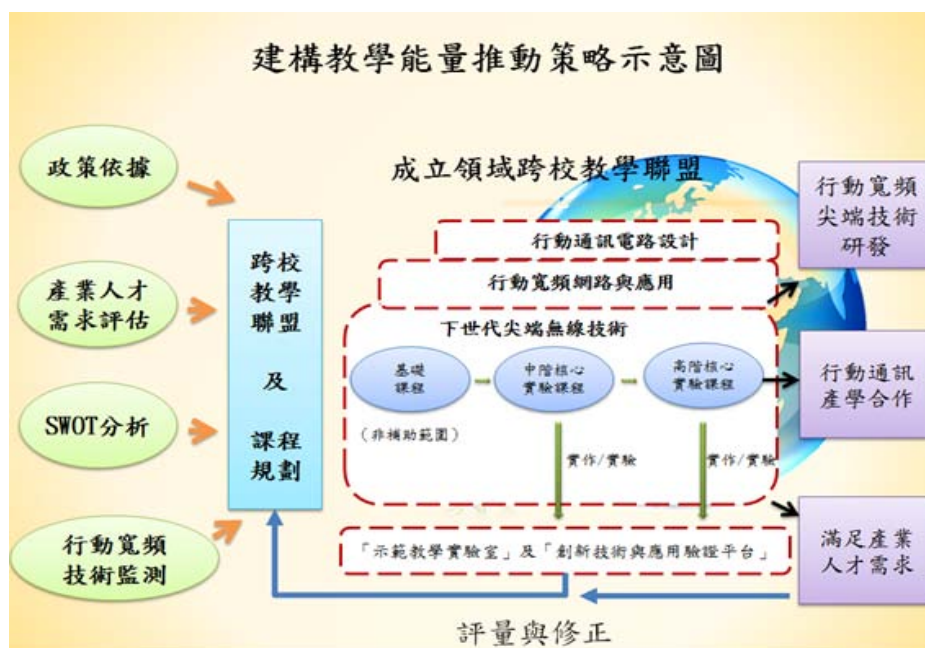 建構教學能量推動策略示意圖
政策依據
產業人才
需求評估
SWOT分析
行動寬頻
技術監測
跨校
教學
聯盟
及
課程
規劃
成立領域跨校教學聯盟
行動通訊電路設計
行動寬頻網路與應用
下世代尖端無線技術
基礎
課程
中階核心
實驗課程
高階核心
實驗課程
（非補助範圍）
實作/實驗
實作/實驗
「示範教學實驗室」及「創新技術與應用驗證平台」
行動寬頻
尖端技術
研發
行動通訊
產學合作
滿足產業
人才需求
評量與修正